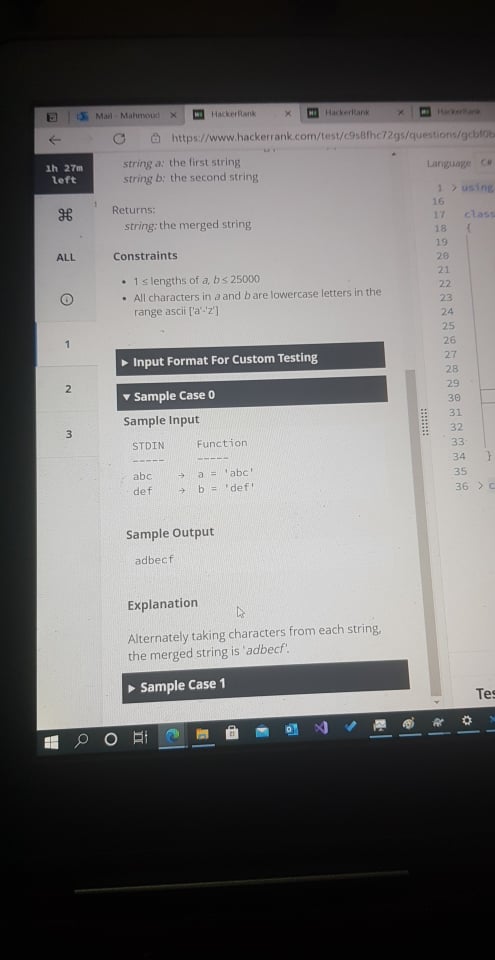 Mail - Mahmoud
HackerRank
HackerRank
HackerRank
https://www.hackerrank.com/test/c9s8fhc72gs/questions/gcbf0b
1h 27m
left
ALL
1
2
3
string a: the first string
string b: the second string
Returns:
string: the merged string
Constraints
• 1 ≤ lengths of a, b ≤ 25000
• All characters in a and b are lowercase letters in the
range ascii ['a'-'z']
▸ Input Format For Custom Testing
▾ Sample Case 0
Sample Input
STDIN Function
----- -----
abc → a = 'abc'
def → b = 'def'
Sample Output
adbecf
Explanation
Alternately taking characters from each string,
the merged string is 'adbecf'.
▸ Sample Case 1
Language C#
1 > using
16
17 class
18 {
19
20
21
22
23
24
25
26
27
28
29
30
31
32
33
34 }
35
36 > c
Tes